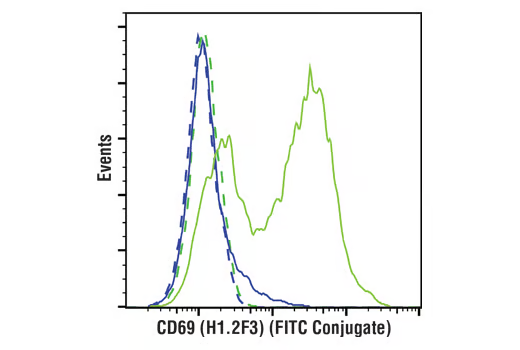 Events
CD69 (H1.2F3) (FITC Conjugate)